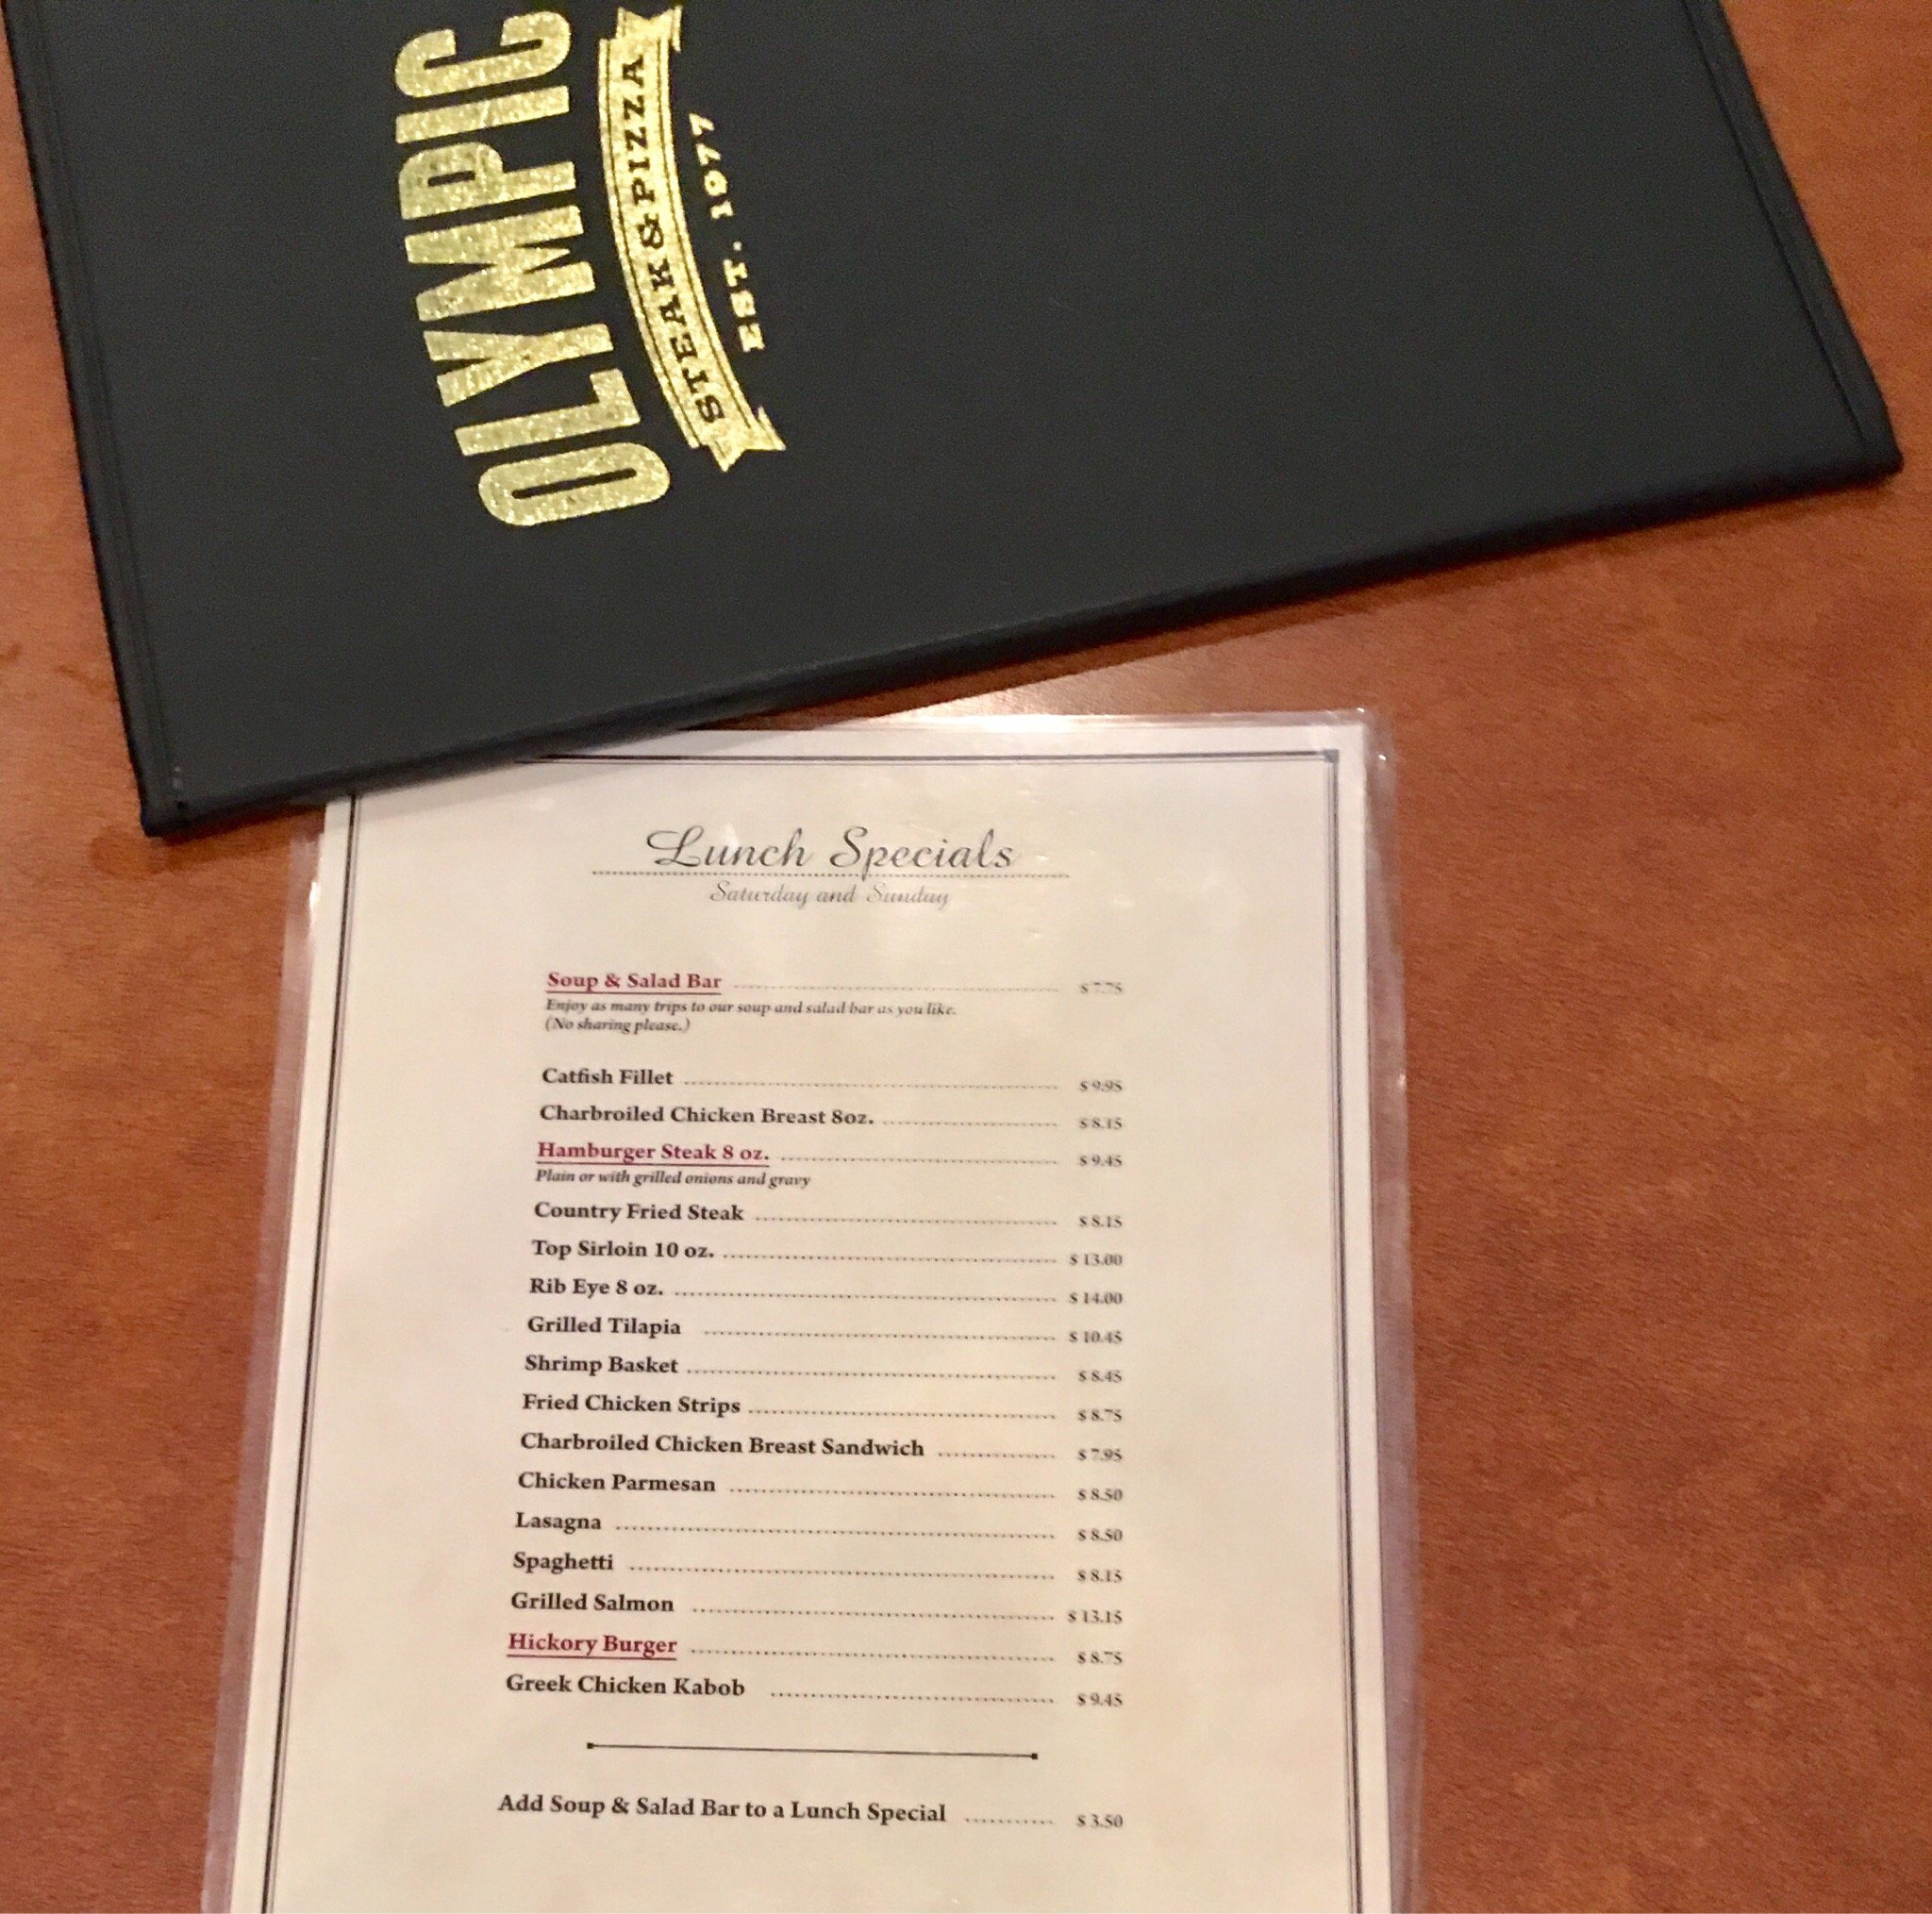 OLYMPIC
STEAK & PIZZA
EST. 1977
Lunch Specials
Saturday and Sunday
Soup & Salad Bar ........ $ 7.75
Enjoy as many trips to our soup and salad bar as you like.
(No sharing please.)
Catfish Fillet ........ $ 9.95
Charbroiled Chicken Breast 8oz. ........ $ 8.15
Hamburger Steak 8 oz. ........ $ 9.45
Plain or with grilled onions and gravy
Country Fried Steak ........ $ 8.15
Top Sirloin 10 oz. ........ $ 13.00
Rib Eye 8 oz. ........ $ 14.00
Grilled Tilapia ........ $ 10.45
Shrimp Basket ........ $ 8.45
Fried Chicken Strips ........ $ 8.75
Charbroiled Chicken Breast Sandwich ........ $ 7.95
Chicken Parmesan ........ $ 8.50
Lasagna ........ $ 8.50
Spaghetti ........ $ 8.15
Grilled Salmon ........ $ 13.15
Hickory Burger ........ $ 8.75
Greek Chicken Kabob ........ $ 9.45
Add Soup & Salad Bar to a Lunch Special ........ $ 3.50